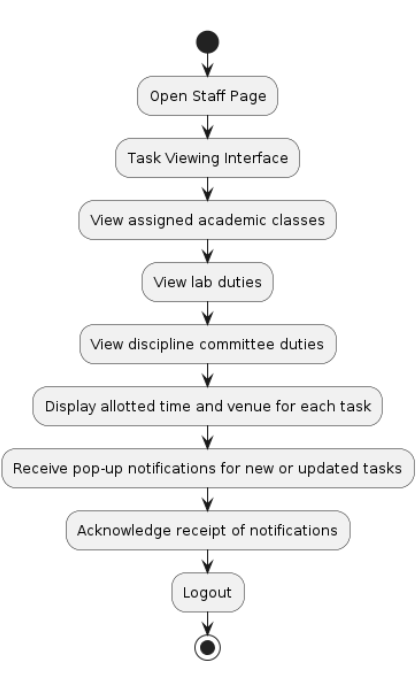 Open Staff Page
Task Viewing Interface
View assigned academic classes
View lab duties
View discipline committee duties
Display allotted time and venue for each task
Receive pop-up notifications for new or updated tasks
Acknowledge receipt of notifications
Logout